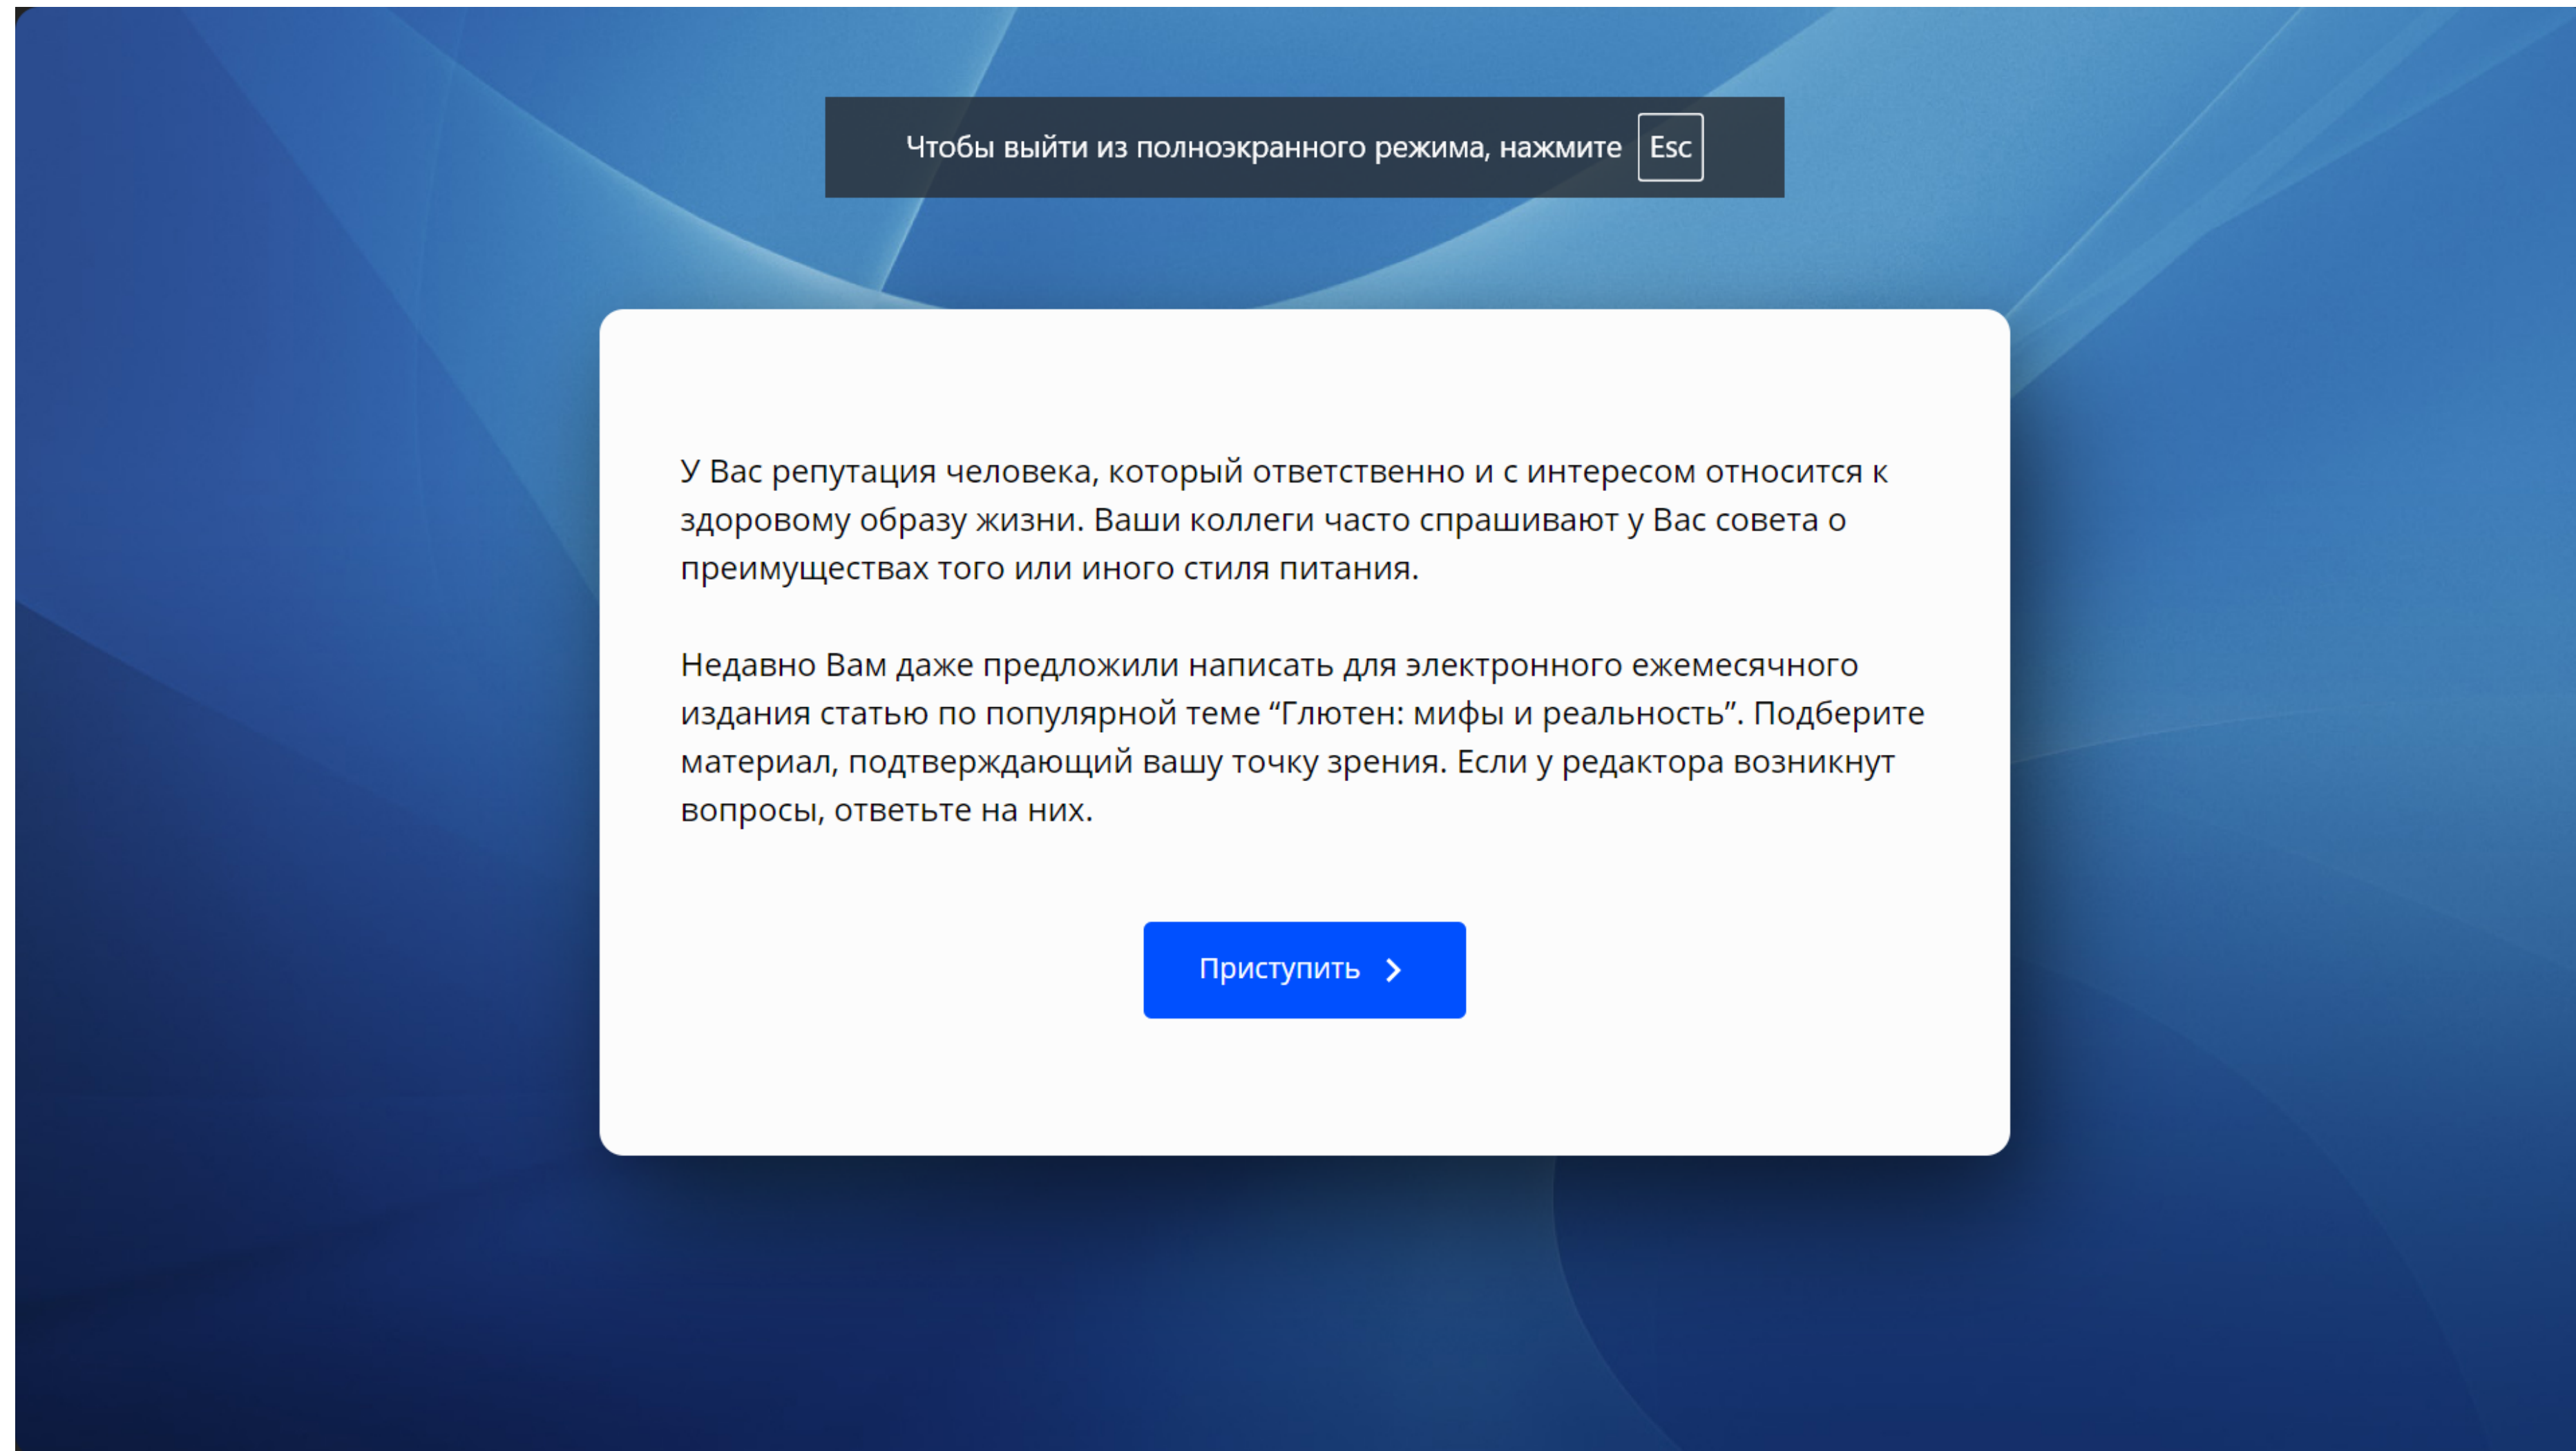 Чтобы выйти из полноэкранного режима, нажмите Esc
У Вас репутация человека, который ответственно и с интересом относится к
здоровому образу жизни. Ваши коллеги часто спрашивают у Вас совета о
преимуществах того или иного стиля питания.
Недавно Вам даже предложили написать для электронного ежемесячного
издания статью по популярной теме “Глютен: мифы и реальность”. Подберите
материал, подтверждающий вашу точку зрения. Если у редактора возникнут
вопросы, ответьте на них.
Приступить